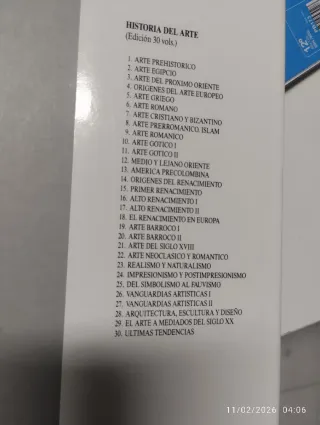 HISTORIA DEL ARTE
(Edición 30 vols.)
1. ARTE PREHISTORICO
2. ARTE EGIPCIO
3. ARTE DEL PROXIMO ORIENTE
4. ORIGENES DEL ARTE EUROPEO
5. ARTE GRIEGO
6. ARTE ROMANO
7. ARTE CRISTIANO Y BIZANTINO
8. ARTE PRERROMANICO, ISLAM
9. ARTE ROMANICO
10. ARTE GOTICO I
11. ARTE GOTICO II
12. MEDIO Y LEJANO ORIENTE
13. AMERICA PRECOLOMBINA
14. ORIGENES DEL RENACIMIENTO
15. PRIMER RENACIMIENTO
16. ALTO RENACIMIENTO I
17. ALTO RENACIMIENTO II
18. EL RENACIMIENTO EN EUROPA
19. ARTE BARROCO I
20. ARTE BARROCO II
21. ARTE DEL SIGLO XVIII
22. ARTE NEOCLASICO Y ROMANTICO
23. REALISMO Y NATURALISMO
24. IMPRESIONISMO Y POSTIMPRESIONISMO
25. DEL SIMBOLISMO AL FAUVISMO
26. VANGUARDIAS ARTISTICAS I
27. VANGUARDIAS ARTISTICAS II
28. ARQUITECTURA, ESCULTURA Y DISEÑO
29. EL ARTE A MEDIADOS DEL SIGLO XX
30. ULTIMAS TENDENCIAS
11/02/2026 04:06